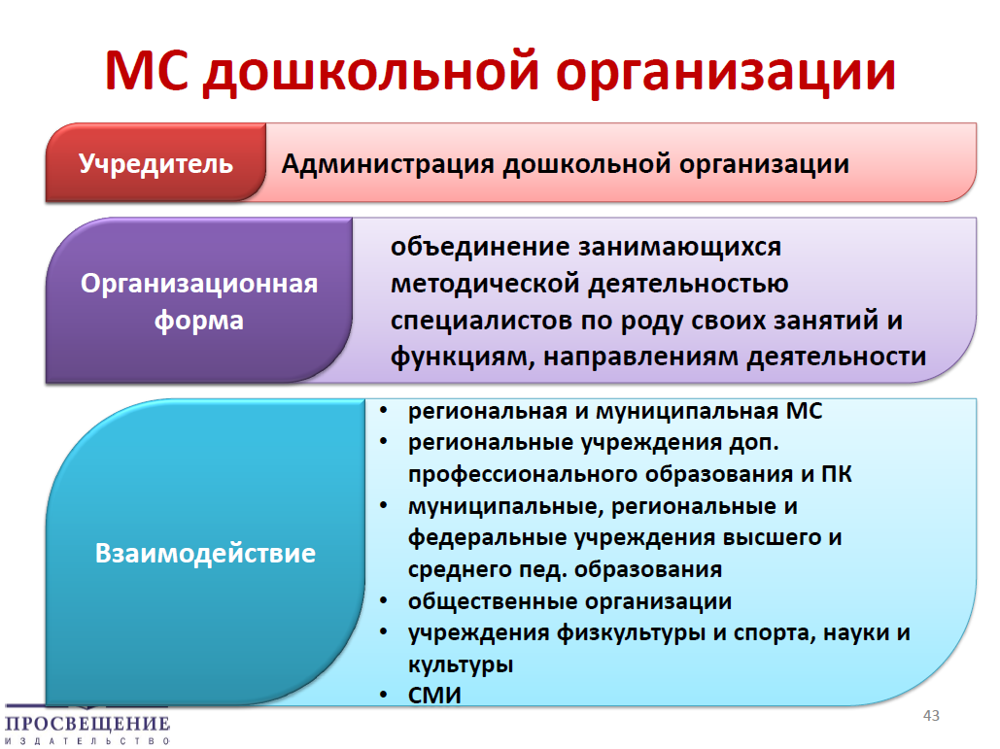 МС дошкольной организации
Учредитель
Администрация дошкольной организации
Организационная
форма
объединение занимающихся
методической деятельностью
специалистов по роду своих занятий и
функциям, направлениям деятельности
Взаимодействие
• региональная и муниципальная МС
• региональные учреждения доп.
профессионального образования и ПК
• муниципальные, региональные и
федеральные учреждения высшего и
среднего пед. образования
• общественные организации
• учреждения физкультуры и спорта, науки и
культуры
• СМИ
ПРОСВЕЩЕНИЕ
ИЗДАТЕЛЬСТВО
43